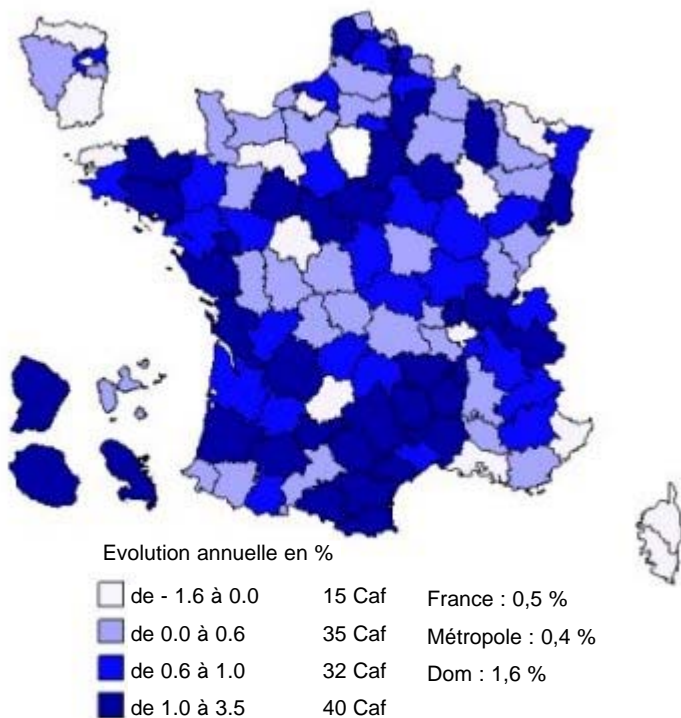 Evolution annuelle en %
de - 1.6 à 0.0 15 Caf France : 0,5 %
de 0.0 à 0.6 35 Caf Métropole : 0,4 %
de 0.6 à 1.0 32 Caf Dom : 1,6 %
de 1.0 à 3.5 40 Caf